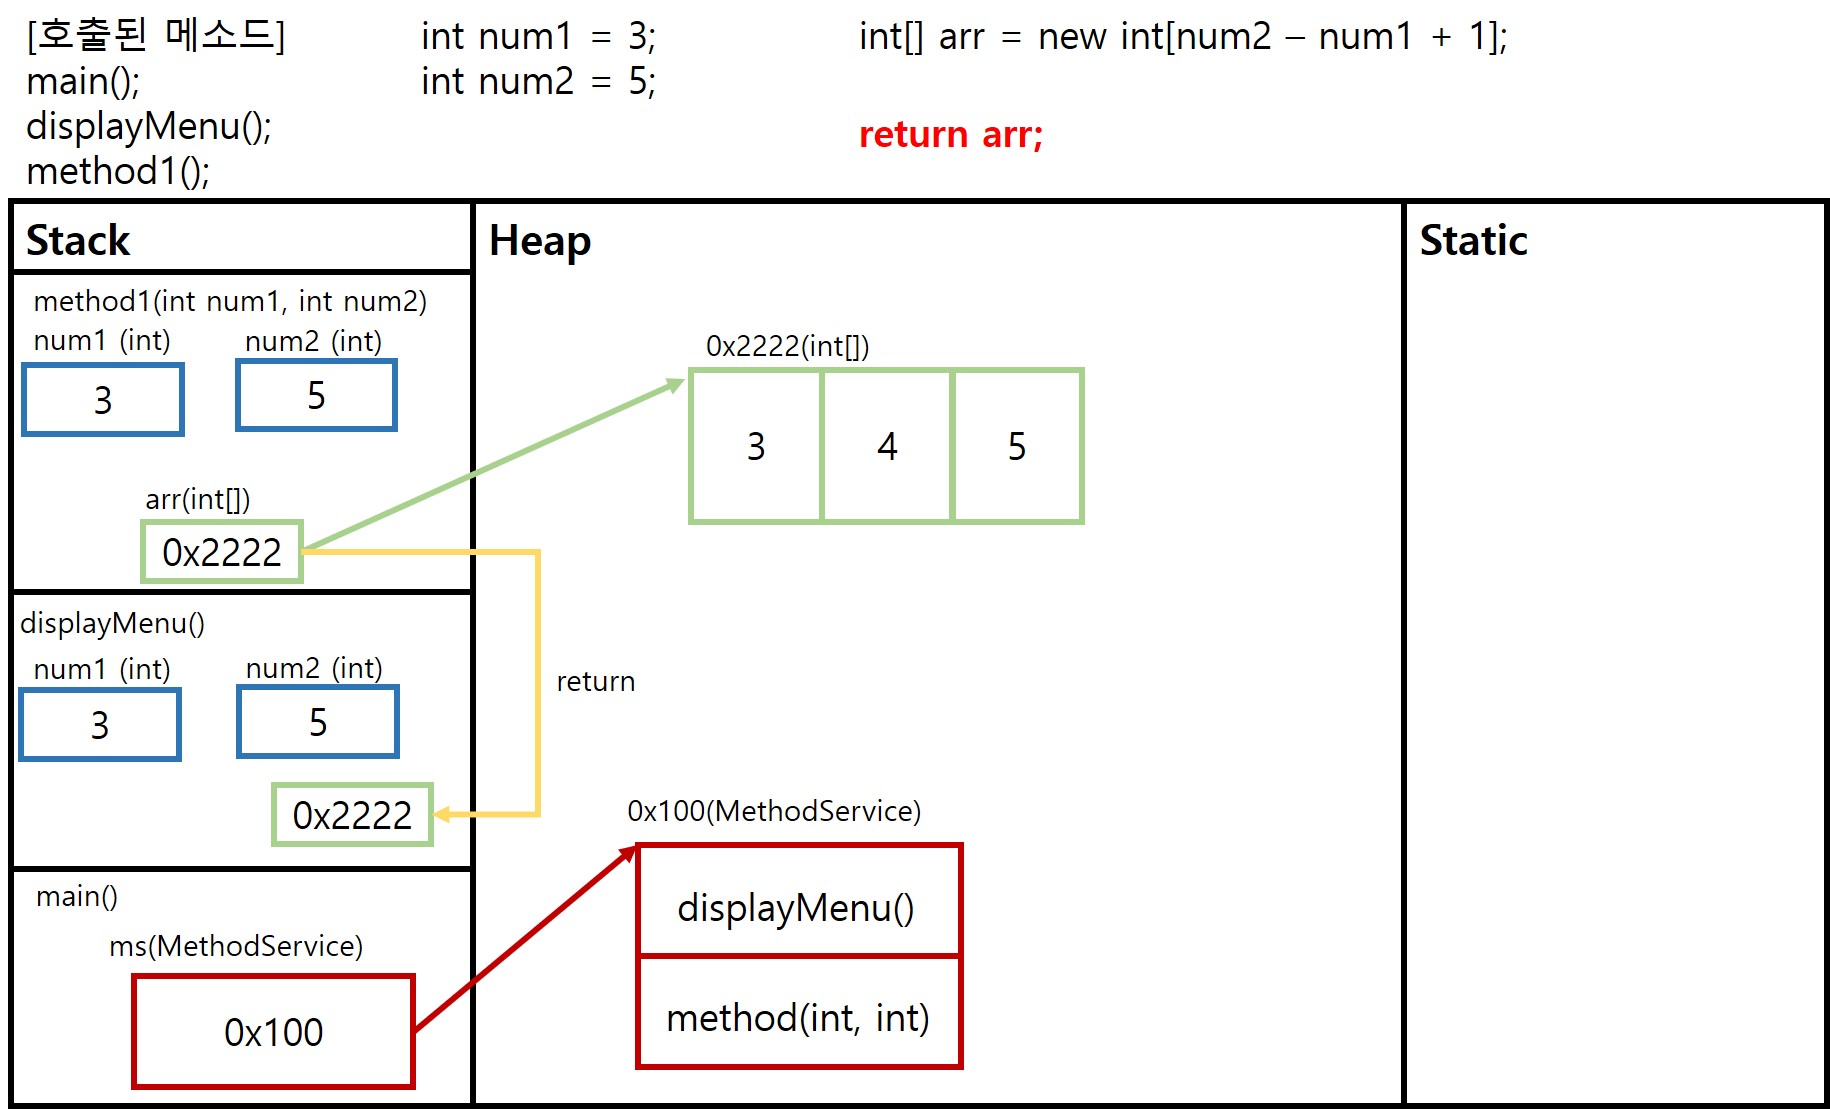 [호출된 메소드]
main();
displayMenu();
method1();
int num1 = 3;
int num2 = 5;
int[] arr = new int[num2 – num1 + 1];
return arr;
Stack
method1(int num1, int num2)
num1 (int)
num2 (int)
3
5
arr(int[])
0x2222
displayMenu()
num1 (int)
num2 (int)
3
5
0x2222
main()
ms(MethodService)
0x100
Heap
0x2222(int[])
3
4
5
return
0x100(MethodService)
displayMenu()
method(int, int)
Static